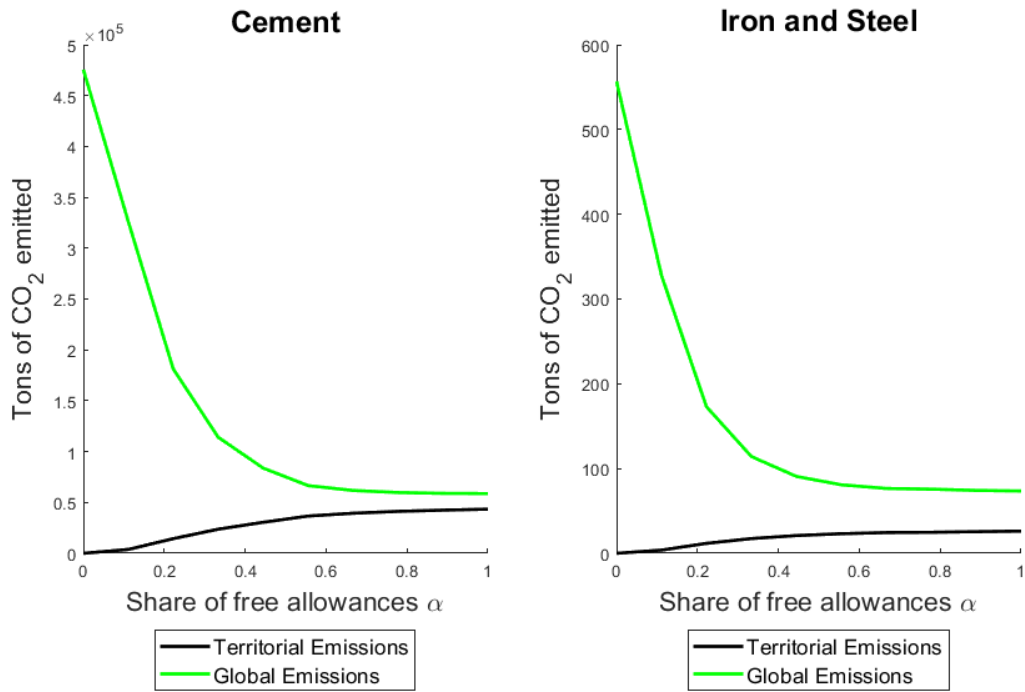 Cement
×10⁵
5
4.5
4
3.5
3
2.5
2
1.5
1
0.5
0
0 0.2 0.4 0.6 0.8 1
Tons of CO₂ emitted
Share of free allowances α
Territorial Emissions
Global Emissions
Iron and Steel
600
500
400
300
200
100
0
0 0.2 0.4 0.6 0.8 1
Tons of CO₂ emitted
Share of free allowances α
Territorial Emissions
Global Emissions